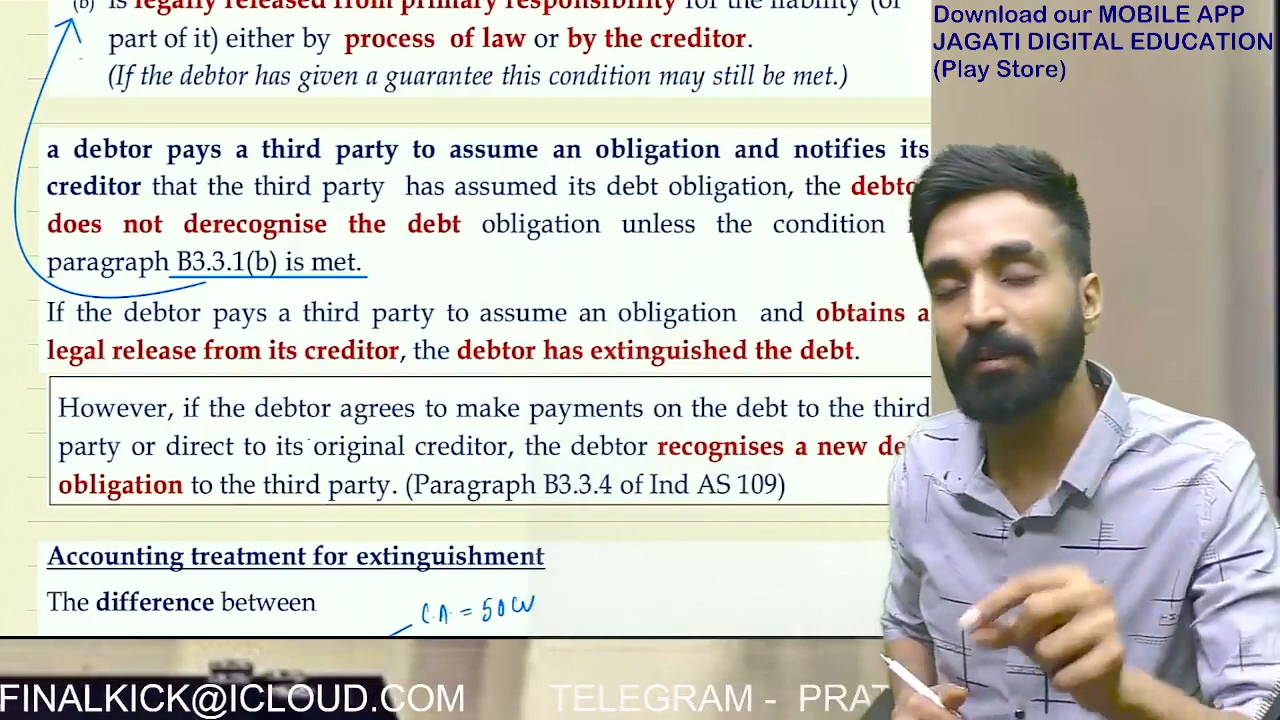 (b) is legally released from primary responsibility for the liability (or
part of it) either by process of law or by the creditor.
(If the debtor has given a guarantee this condition may still be met.)
a debtor pays a third party to assume an obligation and notifies its
creditor that the third party has assumed its debt obligation, the
does not derecognise the debt obligation unless the condition
paragraph B3.3.1(b) is met.
If the debtor pays a third party to assume an obligation and obtains a
legal release from its creditor, the debtor has extinguished the debt.
However, if the debtor agrees to make payments on the debt to the third
party or direct to its original creditor, the debtor recognises a new
obligation to the third party. (Paragraph B3.3.4 of Ind AS 109)
Accounting treatment for extinguishment
The difference between
C.A. = 50
Download our MOBILE APP
JAGATI DIGITAL EDUCATION
(Play Store)
FINALKICK@ICLOUD.COM TELEGRAM - PRAT